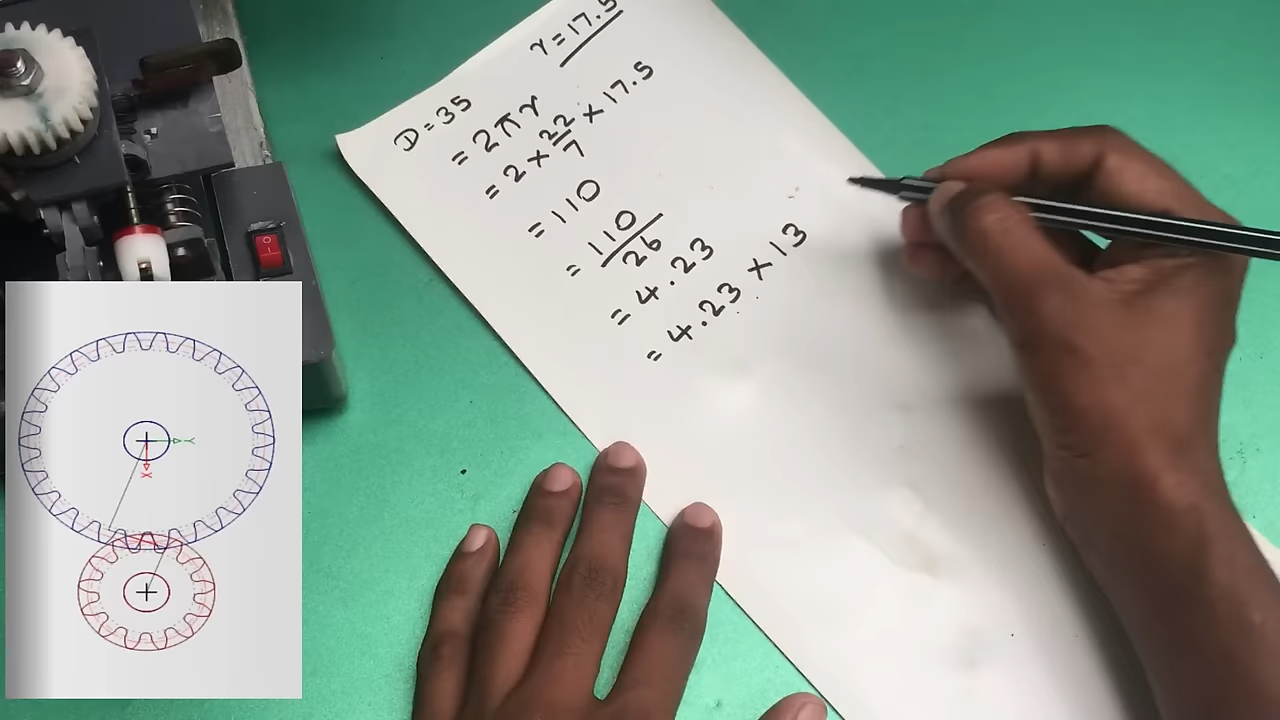 r = 17.5
D = 35
= 2πr
= 2 × 22/7 × 17.5
= 110
= 110/26
= 4.23
= 4.23 × 13
Y
X